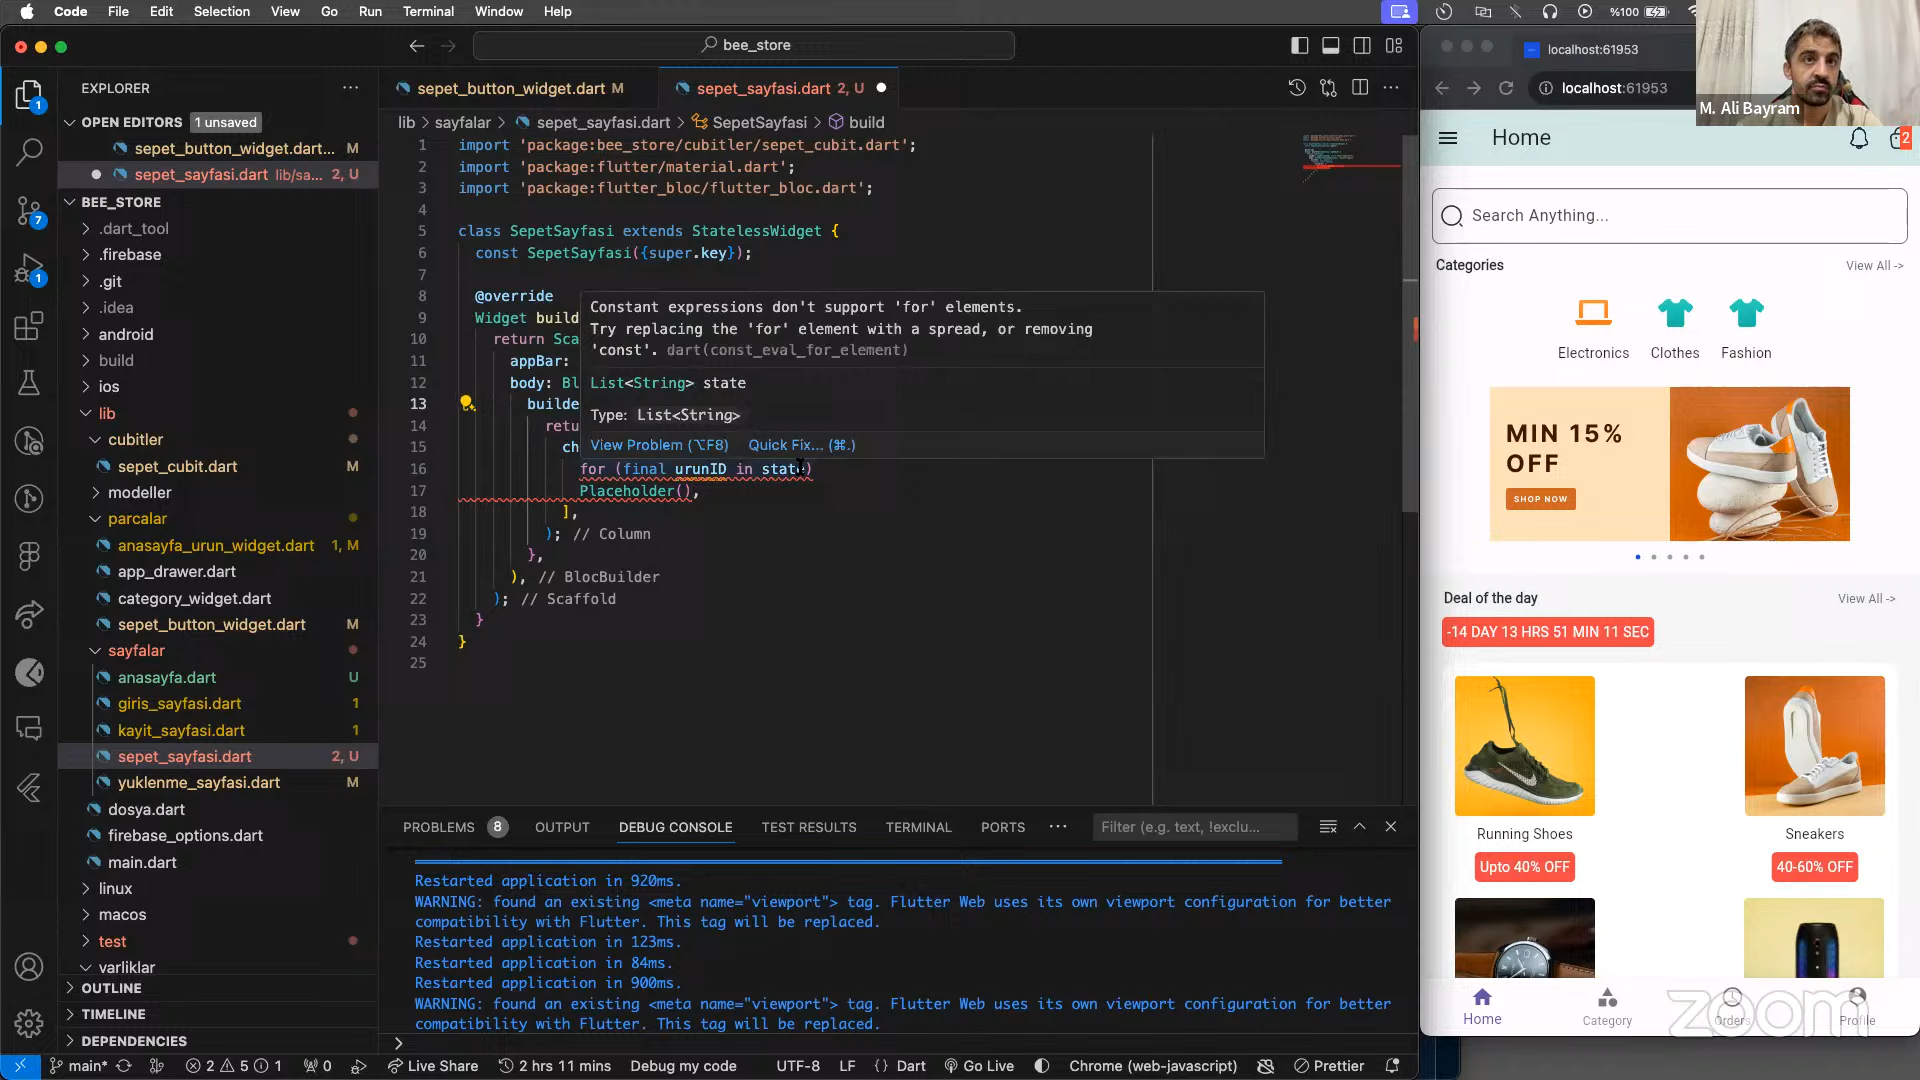 Code File Edit Selection View Go Run Terminal Window Help
%100
bee_store
localhost:61953
localhost:61953
M. Ali Bayram
EXPLORER
OPEN EDITORS 1 unsaved
sepet_button_widget.dart... M
sepet_sayfasi.dart lib/sa... 2, U
BEE_STORE
.dart_tool
.firebase
.git
.idea
android
build
ios
lib
cubitler
sepet_cubit.dart
modeller
parcalar
anasayfa_urun_widget.dart 1, M
app_drawer.dart
category_widget.dart
sepet_button_widget.dart M
sayfalar
anasayfa.dart U
giris_sayfasi.dart 1
kayit_sayfasi.dart 1
sepet_sayfasi.dart 2, U
yuklenme_sayfasi.dart M
dosya.dart
firebase_options.dart
main.dart
linux
macos
test
varliklar
OUTLINE
TIMELINE
DEPENDENCIES
1
7
1
sepet_button_widget.dart M
sepet_sayfasi.dart 2, U
lib > sayfalar > sepet_sayfasi.dart > SepetSayfasi > build
1 import 'package:bee_store/cubitler/sepet_cubit.dart';
2 import 'package:flutter/material.dart';
3 import 'package:flutter_bloc/flutter_bloc.dart';
4
5 class SepetSayfasi extends StatelessWidget {
6 const SepetSayfasi({super.key});
7
8 @override
9 Widget build
10 return Sca
11 appBar:
12 body: Bl
13 builde
14 retu
15 ch
16 for (final urunID in state)
17 Placeholder(),
18 ],
19 ); // Column
20 },
21 ), // BlocBuilder
22 ); // Scaffold
23 }
24 }
25
Constant expressions don't support 'for' elements.
Try replacing the 'for' element with a spread, or removing
'const'. dart(const_eval_for_element)
List<String> state
Type: List<String>
View Problem (⌥F8) Quick Fix... (⌘.)
PROBLEMS 8 OUTPUT DEBUG CONSOLE TEST RESULTS TERMINAL PORTS
Filter (e.g. text, !exclu...
Restarted application in 920ms.
WARNING: found an existing <meta name="viewport"> tag. Flutter Web uses its own viewport configuration for better
compatibility with Flutter. This tag will be replaced.
Restarted application in 123ms.
Restarted application in 84ms.
Restarted application in 900ms.
WARNING: found an existing <meta name="viewport"> tag. Flutter Web uses its own viewport configuration for better
compatibility with Flutter. This tag will be replaced.
main* 2 5 1 0 Live Share 2 hrs 11 mins Debug my code UTF-8 LF {} Dart Go Live Chrome (web-javascript) Prettier
Home
2
Search Anything...
Categories View All ->
Electronics Clothes Fashion
MIN 15%
OFF
SHOP NOW
Deal of the day View All ->
-14 DAY 13 HRS 51 MIN 11 SEC
Running Shoes Sneakers
Upto 40% OFF 40-60% OFF
Home Category Orders Profile
zoom